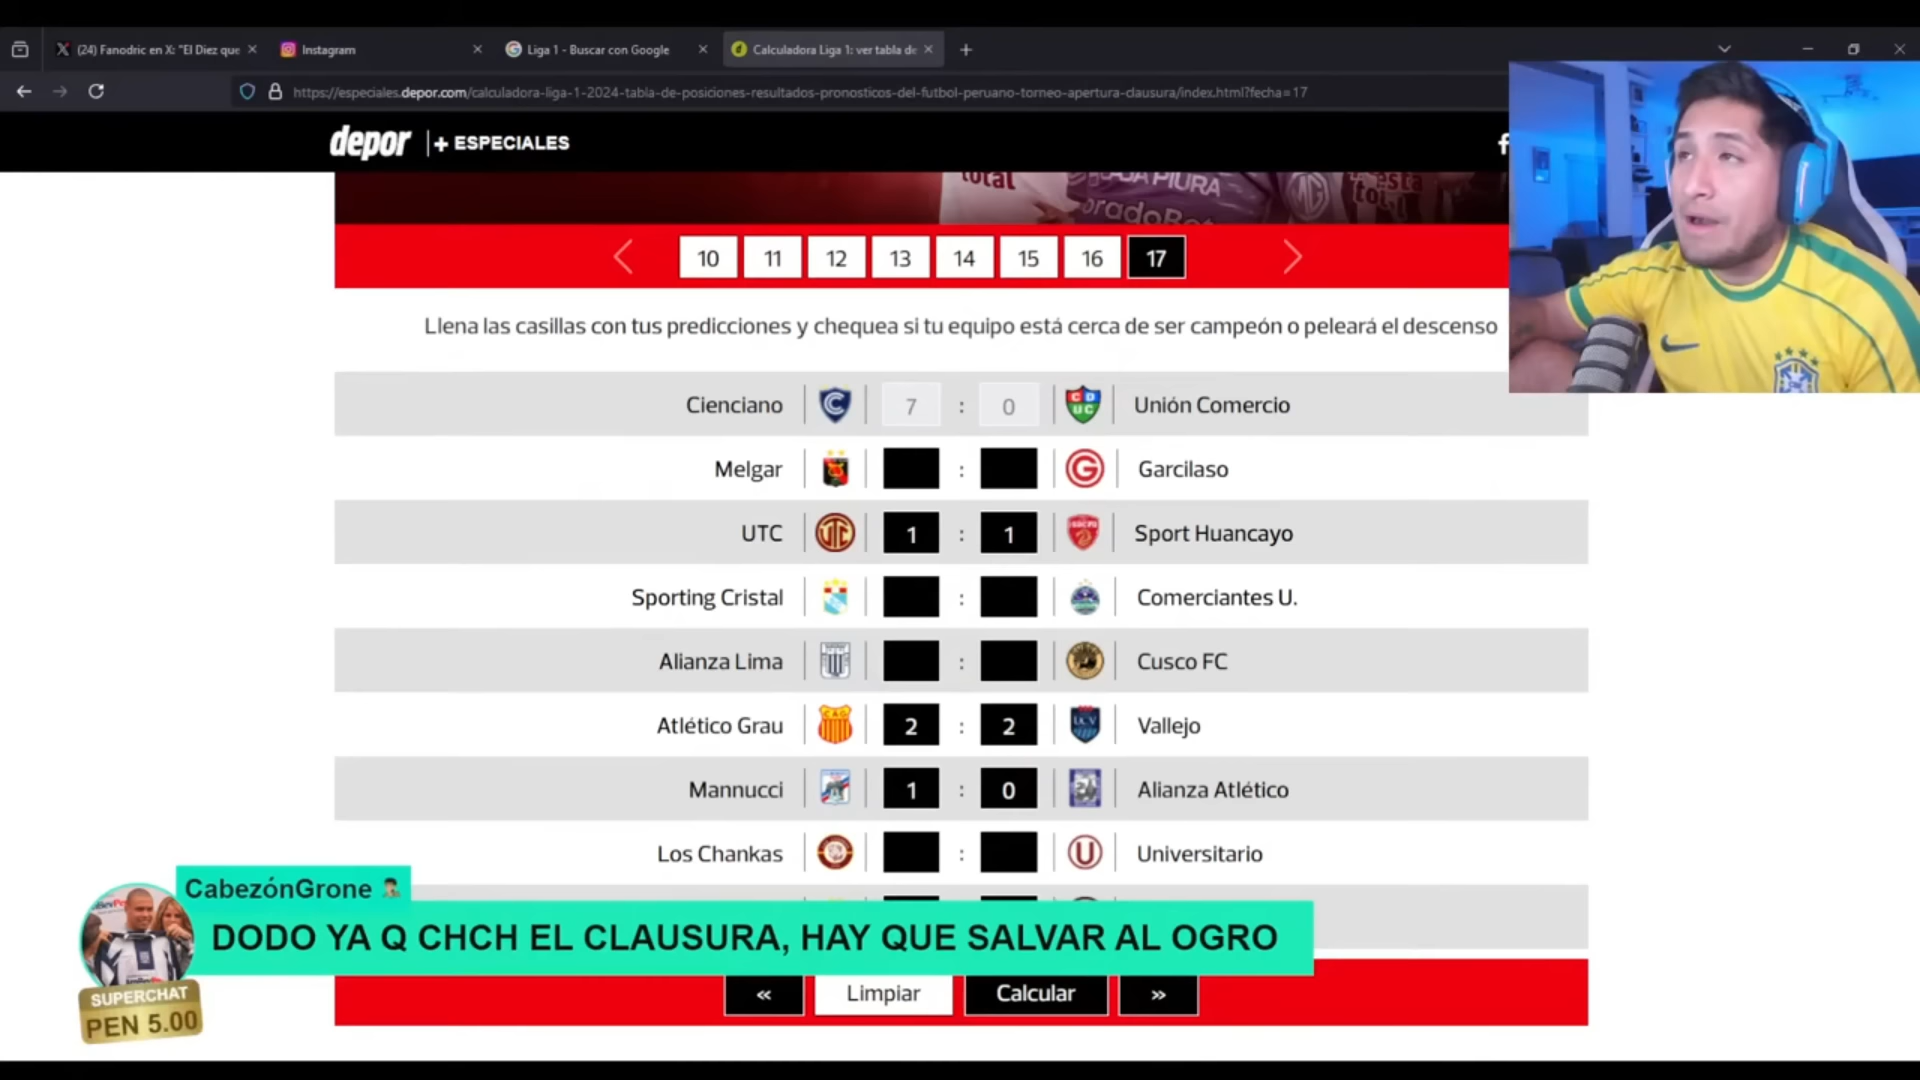 (24) Fanodric en X: "El Diez que
Instagram
Liga 1 - Buscar con Google
Calculadora Liga 1: ver tabla de
https://especiales.depor.com/calculadora-liga-1-2024-tabla-de-posiciones-resultados-pronosticos-del-futbol-peruano-torneo-apertura-clausura/index.html?fecha=17
depor + ESPECIALES
total PIURA MG esta
10 11 12 13 14 15 16 17
Llena las casillas con tus predicciones y chequea si tu equipo está cerca de ser campeón o peleará el descenso
Cienciano 7 : 0 Unión Comercio
Melgar : Garcilaso
UTC 1 : 1 Sport Huancayo
Sporting Cristal : Comerciantes U.
Alianza Lima : Cusco FC
Atlético Grau 2 : 2 Vallejo
Mannucci 1 : 0 Alianza Atlético
Los Chankas : Universitario
CabezónGrone
DODO YA Q CHCH EL CLAUSURA, HAY QUE SALVAR AL OGRO
SUPERCHAT
PEN 5.00
« Limpiar Calcular »